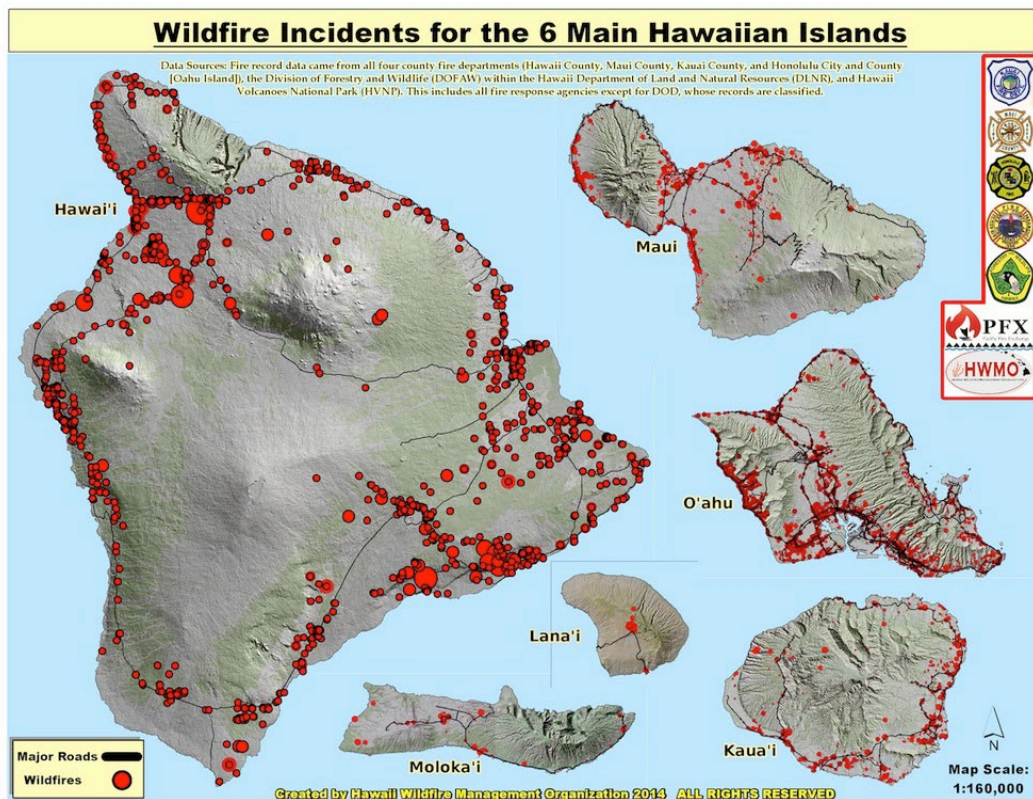 Wildfire Incidents for the 6 Main Hawaiian Islands
Data Sources: Fire record data came from all four county fire departments (Hawaii County, Maui County, Kauai County, and Honolulu City and County
[Oahu Island]), the Division of Forestry and Wildlife (DOFAW) within the Hawaii Department of Land and Natural Resources (DLNR), and Hawaii
Volcanoes National Park (HVNP). This includes all fire response agencies except for DOD, whose records are classified.
Hawai'i
Maui
PFX
HWMO
O'ahu
Lana'i
Moloka'i
Kaua'i
N
Major Roads
Wildfires
Map Scale:
1:160,000
Created by Hawaii Wildfire Management Organization 2014 ALL RIGHTS RESERVED